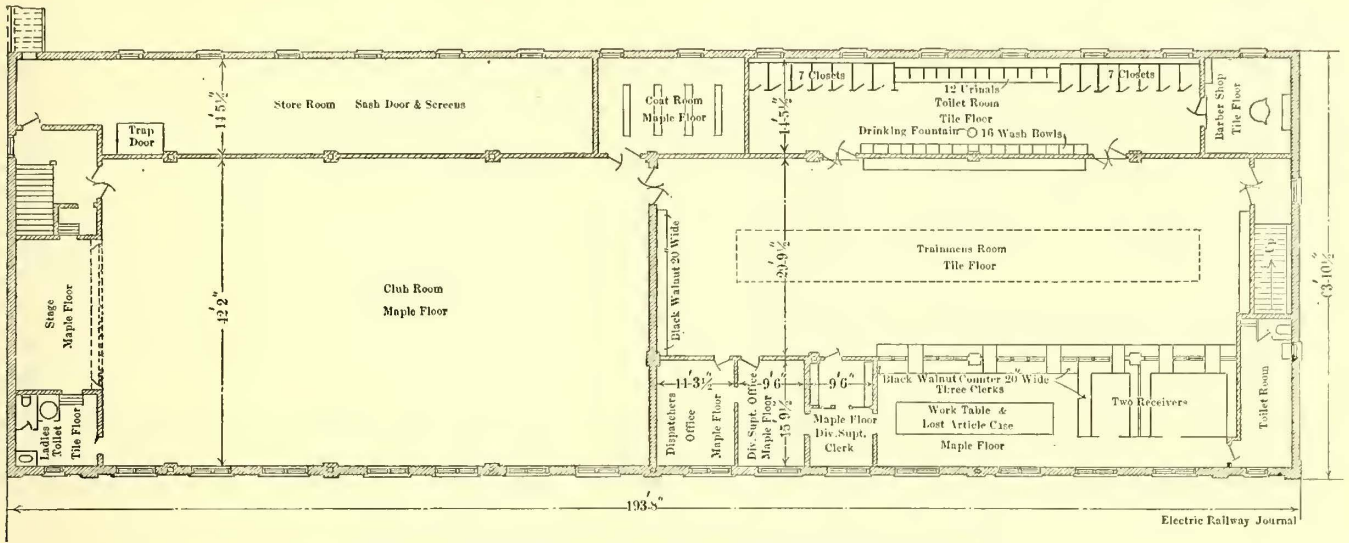 Store Room Sash Door & Screens
14'-5½"
Trap
Door
Coat Room
Maple Floor
14'-5½"
7 Closets
12 Urinals
7 Closets
Toilet Room
Tile Floor
Drinking Fountain
16 Wash Bowls
Barber Shop
Tile Floor
Stage
Maple Floor
Club Room
Maple Floor
42'2"
Black Walnut 20" Wide
29'-9½"
Trainmens Room
Tile Floor
Up
63'-10½"
Ladies
Toilet
Tile Floor
11'-3½"
Dispatchers
Office
Maple Floor
9'6"
Div. Supt. Office
Maple Floor
15'9½"
9'6"
Maple Floor
Div. Supt.
Clerk
Black Walnut Counter 20" Wide
Three Clerks
Work Table &
Lost Article Case
Maple Floor
Two Receivers
Toilet Room
193'8"
Electric Railway Journal